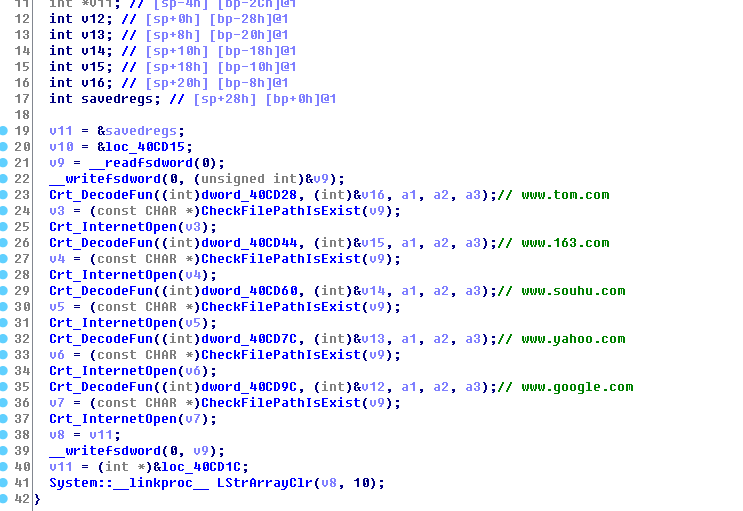 11 int *v11; // [sp-4h] [bp-2Ch]@1
12 int v12; // [sp+0h] [bp-28h]@1
13 int v13; // [sp+8h] [bp-20h]@1
14 int v14; // [sp+10h] [bp-18h]@1
15 int v15; // [sp+18h] [bp-10h]@1
16 int v16; // [sp+20h] [bp-8h]@1
17 int savedregs; // [sp+28h] [bp+0h]@1
18
19 v11 = &savedregs;
20 v10 = &loc_40CD15;
21 v9 = __readfsdword(0);
22 __writefsdword(0, (unsigned int)&v9);
23 Crt_DecodeFun((int)dword_40CD28, (int)&v16, a1, a2, a3);// www.tom.com
24 v3 = (const CHAR *)CheckFilePathIsExist(v9);
25 Crt_InternetOpen(v3);
26 Crt_DecodeFun((int)dword_40CD44, (int)&v15, a1, a2, a3);// www.163.com
27 v4 = (const CHAR *)CheckFilePathIsExist(v9);
28 Crt_InternetOpen(v4);
29 Crt_DecodeFun((int)dword_40CD60, (int)&v14, a1, a2, a3);// www.souhu.com
30 v5 = (const CHAR *)CheckFilePathIsExist(v9);
31 Crt_InternetOpen(v5);
32 Crt_DecodeFun((int)dword_40CD7C, (int)&v13, a1, a2, a3);// www.yahoo.com
33 v6 = (const CHAR *)CheckFilePathIsExist(v9);
34 Crt_InternetOpen(v6);
35 Crt_DecodeFun((int)dword_40CD9C, (int)&v12, a1, a2, a3);// www.google.com
36 v7 = (const CHAR *)CheckFilePathIsExist(v9);
37 Crt_InternetOpen(v7);
38 v8 = v11;
39 __writefsdword(0, v9);
40 v11 = (int *)&loc_40CD1C;
41 System::__linkproc__ LStrArrayClr(v8, 10);
42 }